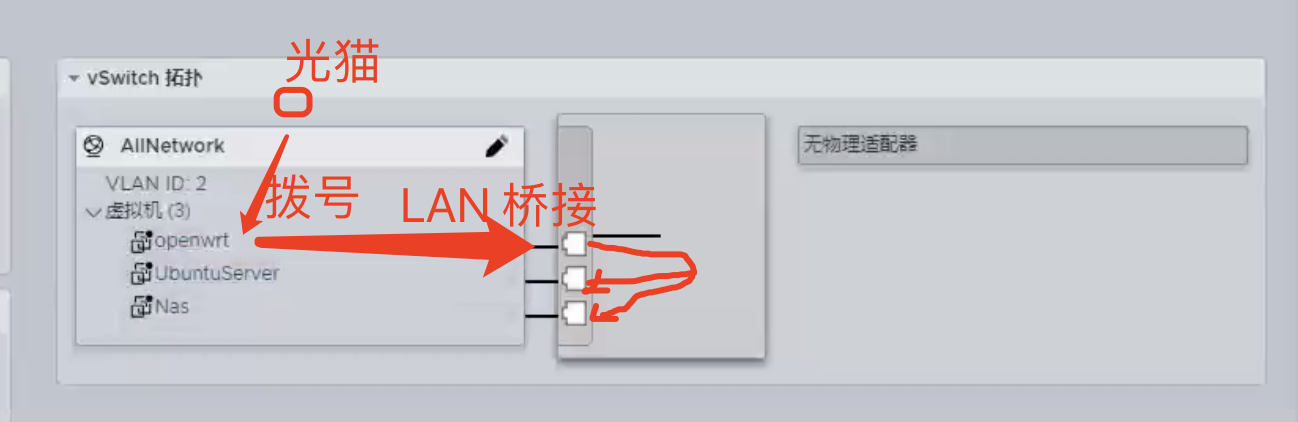 光猫
vSwitch 拓扑
AllNetwork
无物理适配器
VLAN ID: 2
拨号
LAN 桥接
虚拟机 (3)
openwrt
UbuntuServer
Nas